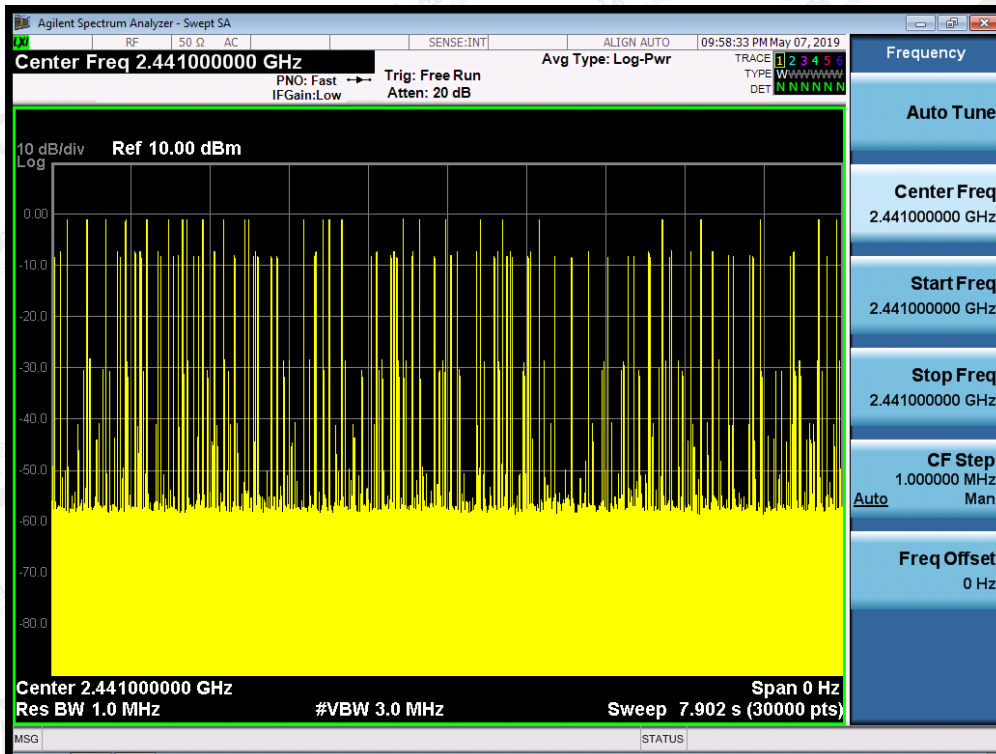 Agilent Spectrum Analyzer - Swept SA
LXI RF 50 Ω AC SENSE:INT ALIGN AUTO 09:58:33 PM May 07, 2019
Center Freq 2.441000000 GHz
PNO: Fast
IFGain:Low
Trig: Free Run
Atten: 20 dB
Avg Type: Log-Pwr
TRACE 1 2 3 4 5 6
TYPE WWWWWW
DET N N N N N N
10 dB/div Ref 10.00 dBm
Log
0.00
-10.0
-20.0
-30.0
-40.0
-50.0
-60.0
-70.0
-80.0
Center 2.441000000 GHz Span 0 Hz
Res BW 1.0 MHz #VBW 3.0 MHz Sweep 7.902 s (30000 pts)
MSG STATUS
Frequency
Auto Tune
Center Freq
2.441000000 GHz
Start Freq
2.441000000 GHz
Stop Freq
2.441000000 GHz
CF Step
1.000000 MHz
Auto Man
Freq Offset
0 Hz